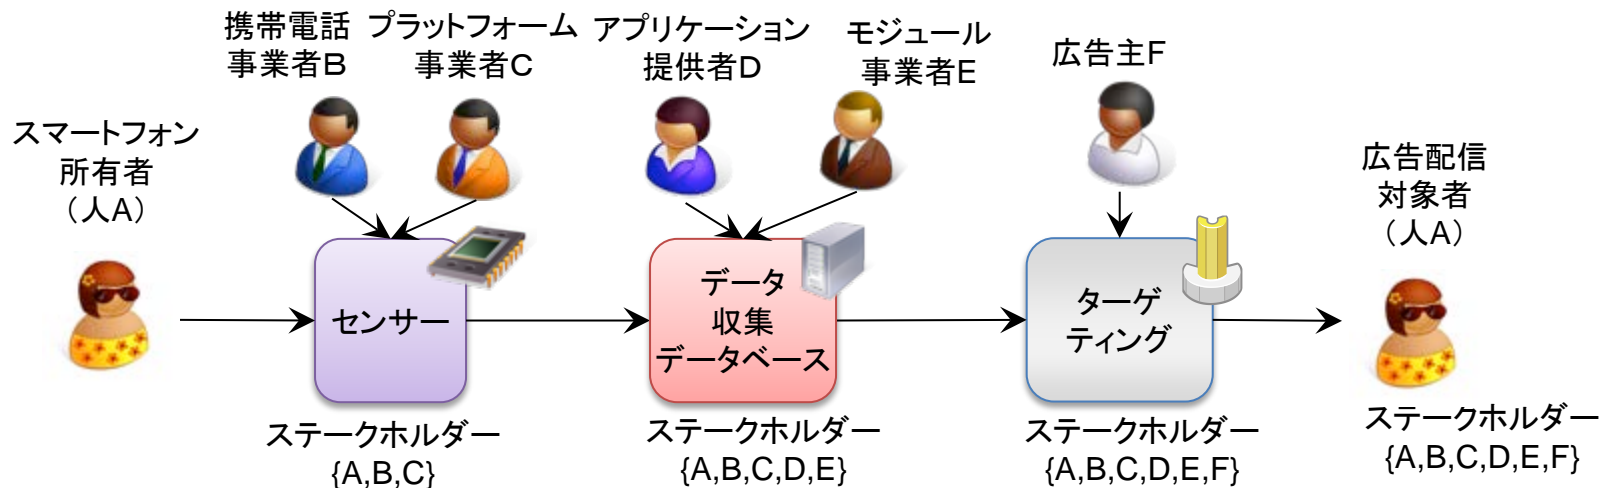 携帯電話
事業者B
プラットフォーム
事業者C
アプリケーション
提供者D
モジュール
事業者E
広告主F
スマートフォン
所有者
（人A）
広告配信
対象者
（人A）
センサー
データ
収集
データベース
ターゲ
ティング
ステークホルダー
{A,B,C}
ステークホルダー
{A,B,C,D,E}
ステークホルダー
{A,B,C,D,E,F}
ステークホルダー
{A,B,C,D,E,F}